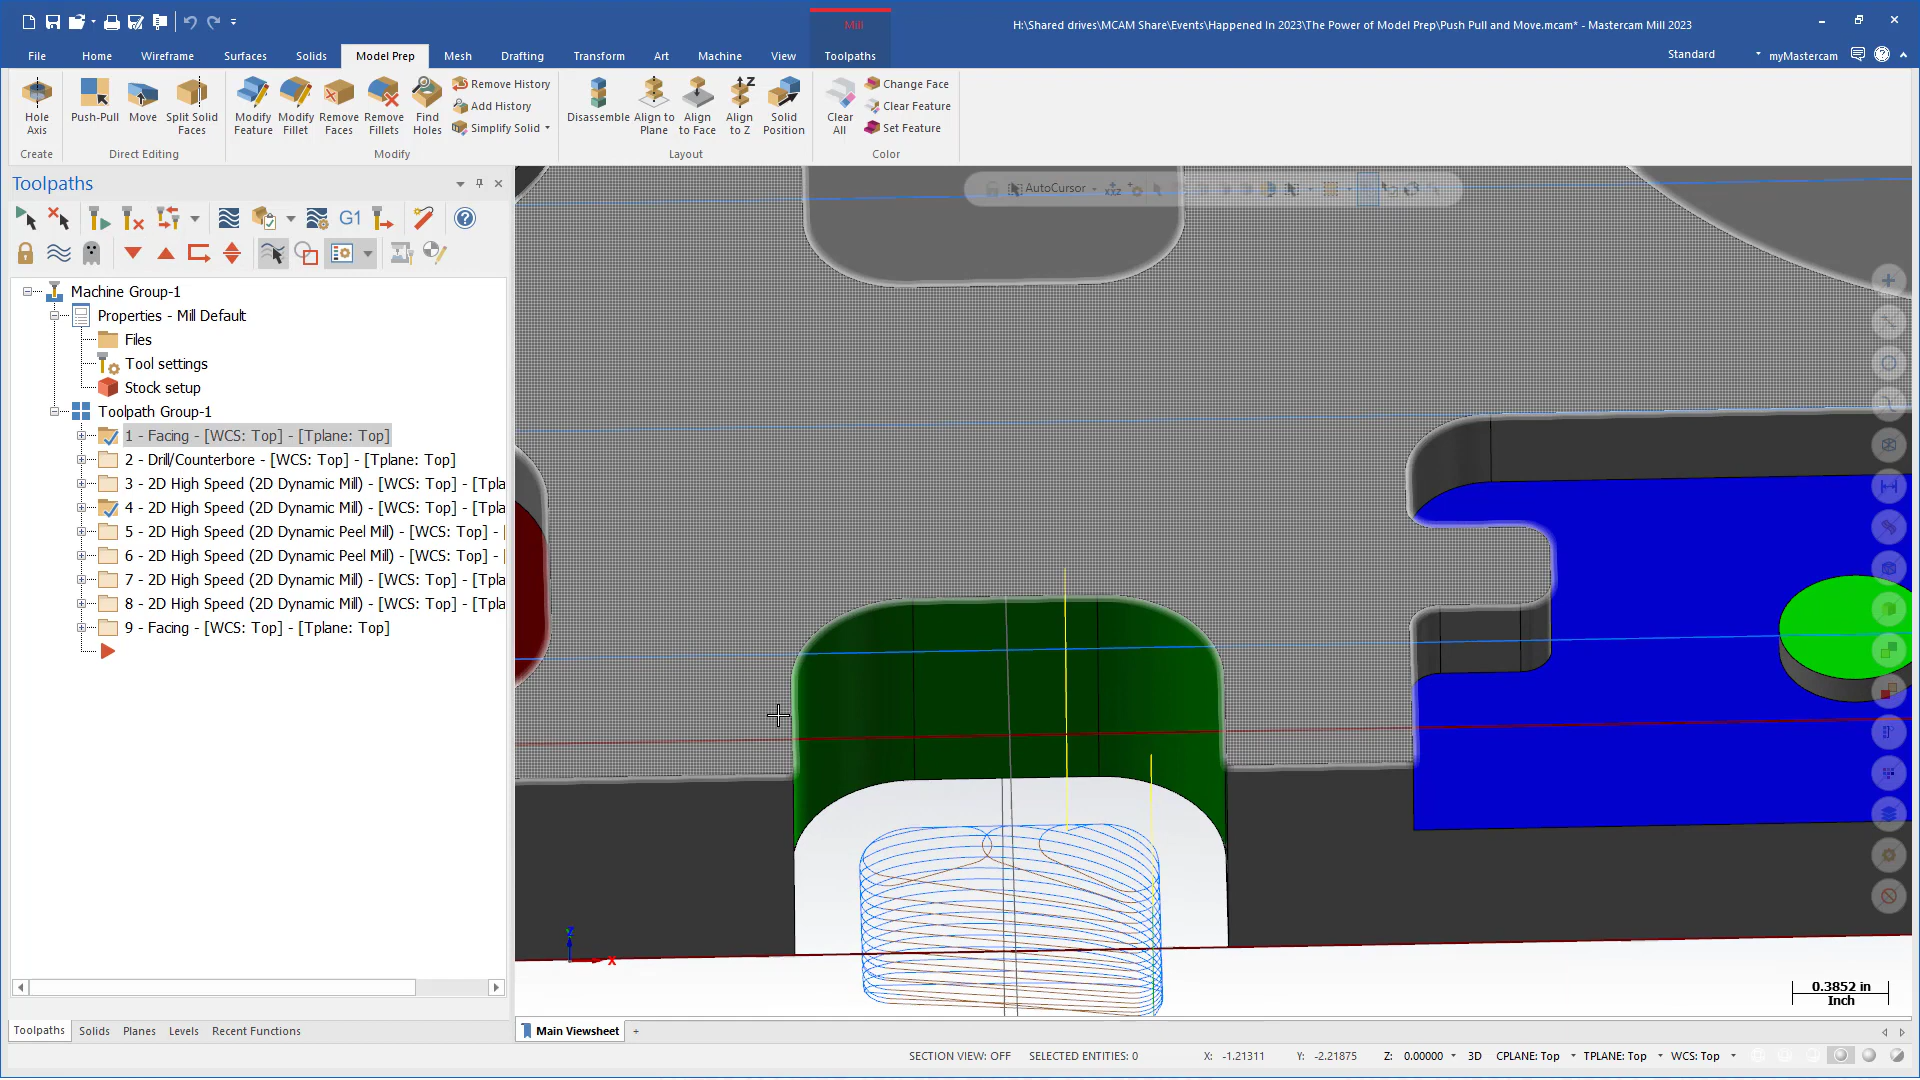 Mill
H:\Shared drives\MCAM Share\Events\Happened In 2023\The Power of Model Prep\Push Pull and Move.mcam* - Mastercam Mill 2023
File
Home
Wireframe
Surfaces
Solids
Model Prep
Mesh
Drafting
Transform
Art
Machine
View
Toolpaths
Standard
myMastercam
Hole Axis
Push-Pull
Move
Split Solid Faces
Modify Feature
Modify Fillet
Remove Faces
Remove Fillets
Find Holes
Remove History
Add History
Simplify Solid
Disassemble
Align to Plane
Align to Face
Align to Z
Solid Position
Clear All
Change Face
Clear Feature
Set Feature
Create
Direct Editing
Modify
Layout
Color
Toolpaths
G1
AutoCursor
Machine Group-1
Properties - Mill Default
Files
Tool settings
Stock setup
Toolpath Group-1
1 - Facing - [WCS: Top] - [Tplane: Top]
2 - Drill/Counterbore - [WCS: Top] - [Tplane: Top]
3 - 2D High Speed (2D Dynamic Mill) - [WCS: Top] - [Tpla
4 - 2D High Speed (2D Dynamic Mill) - [WCS: Top] - [Tpla
5 - 2D High Speed (2D Dynamic Peel Mill) - [WCS: Top] - [
6 - 2D High Speed (2D Dynamic Peel Mill) - [WCS: Top] - [
7 - 2D High Speed (2D Dynamic Mill) - [WCS: Top] - [Tpla
8 - 2D High Speed (2D Dynamic Mill) - [WCS: Top] - [Tpla
9 - Facing - [WCS: Top] - [Tplane: Top]
Z
X
0.3852 in
Inch
Toolpaths
Solids
Planes
Levels
Recent Functions
Main Viewsheet
+
SECTION VIEW: OFF
SELECTED ENTITIES: 0
X: -1.21311
Y: -2.21875
Z: 0.00000
3D
CPLANE: Top
TPLANE: Top
WCS: Top